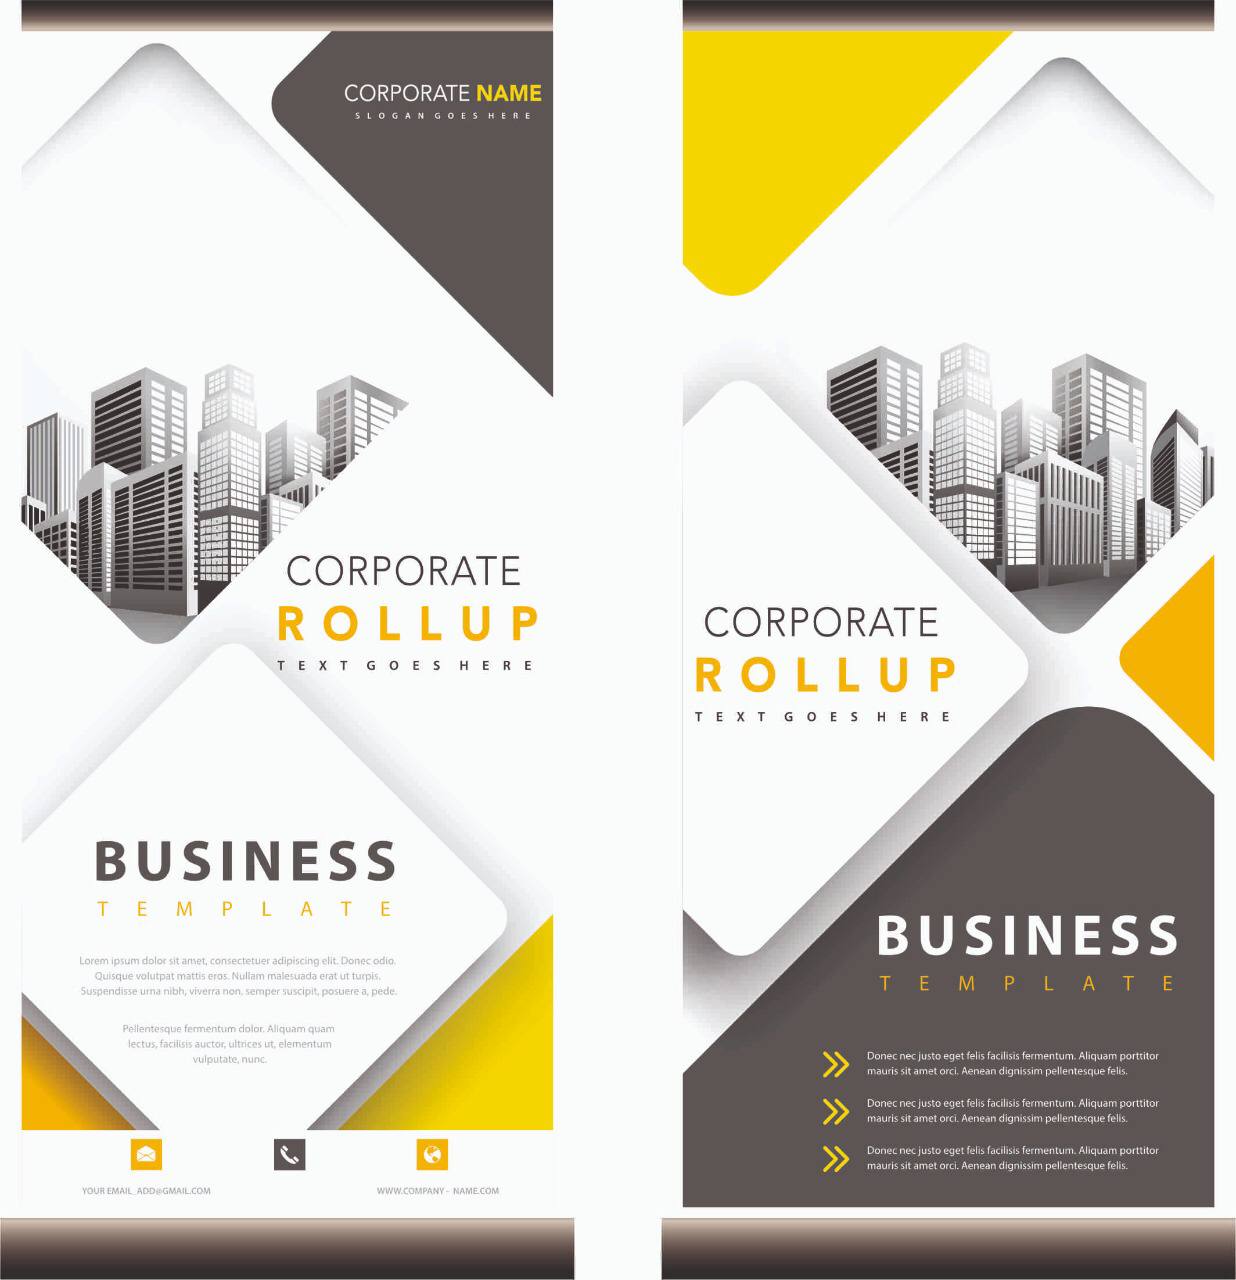 CORPORATE NAME
SLOGAN GOES HERE
CORPORATE
ROLLUP
TEXT GOES HERE
BUSINESS
TEMPLATE
Lorem ipsum dolor sit amet, consectetuer adipiscing elit. Donec odio.
Quisque volutpat mattis eros. Nullam malesuada erat ut turpis.
Suspendisse urna nibh, viverra non, semper suscipit, posuere a, pede.
Pellentesque fermentum dolor. Aliquam quam
lectus, facilisis auctor, ultrices ut, elementum
vulputate, nunc.
YOUR EMAIL_ADD@GMAIL.COM
WWW.COMPANY - NAME.COM
CORPORATE
ROLLUP
TEXT GOES HERE
BUSINESS
TEMPLATE
Donec nec justo eget felis facilisis fermentum. Aliquam porttitor
mauris sit amet orci. Aenean dignissim pellentesque felis.
Donec nec justo eget felis facilisis fermentum. Aliquam porttitor
mauris sit amet orci. Aenean dignissim pellentesque felis.
Donec nec justo eget felis facilisis fermentum. Aliquam porttitor
mauris sit amet orci. Aenean dignissim pellentesque felis.